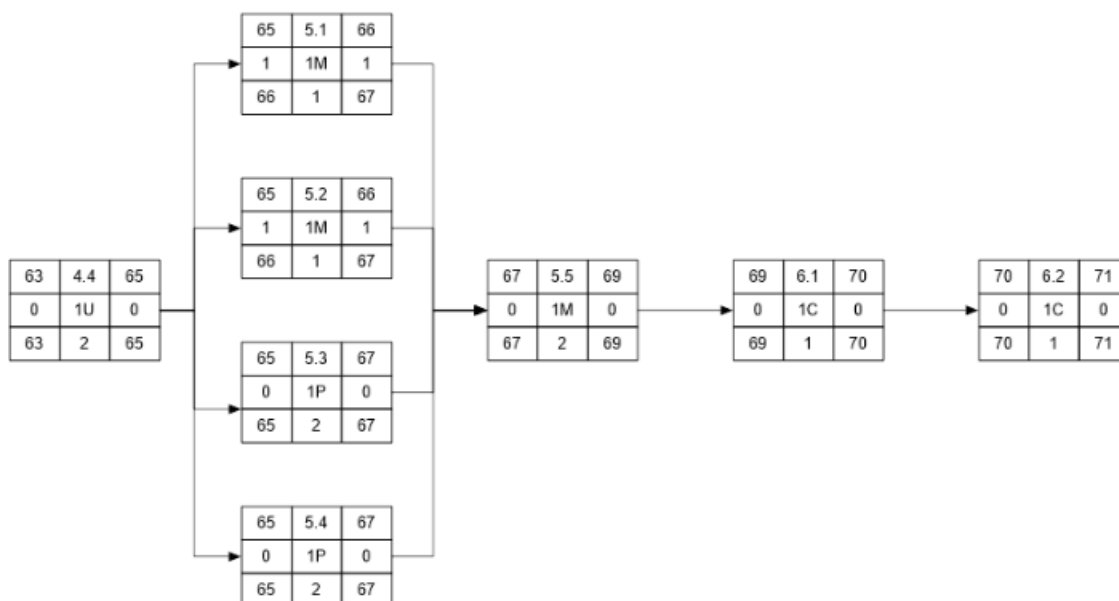 65 5.1 66
1 1M 1
66 1 67
65 5.2 66
1 1M 1
66 1 67
63 4.4 65
0 1U 0
63 2 65
65 5.3 67
0 1P 0
65 2 67
65 5.4 67
0 1P 0
65 2 67
67 5.5 69
0 1M 0
67 2 69
69 6.1 70
0 1C 0
69 1 70
70 6.2 71
0 1C 0
70 1 71